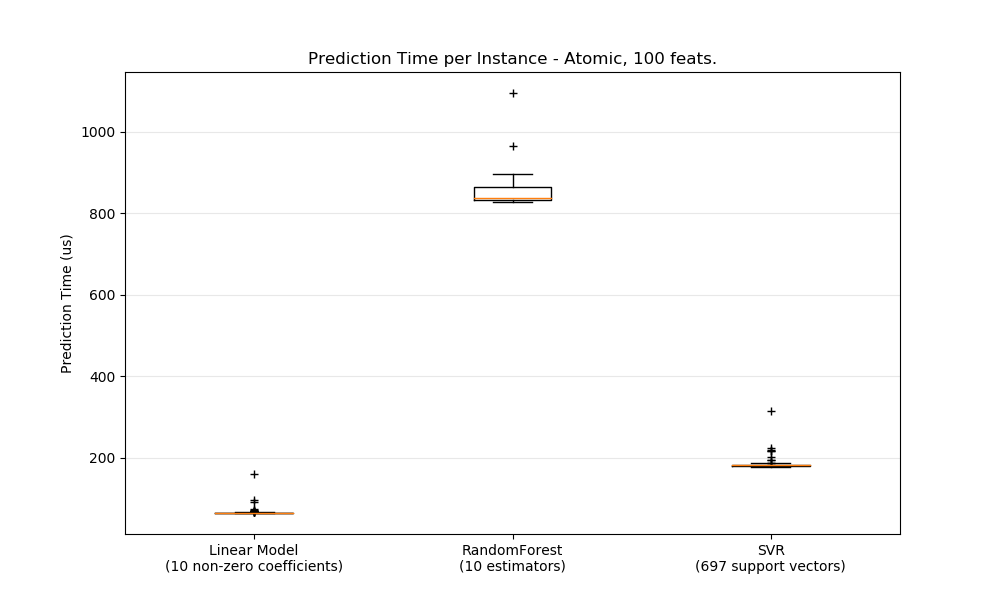 Prediction Time per Instance - Atomic, 100 feats.
Prediction Time (us)
1000
800
600
400
200
Linear Model
(10 non-zero coefficients)
RandomForest
(10 estimators)
SVR
(697 support vectors)